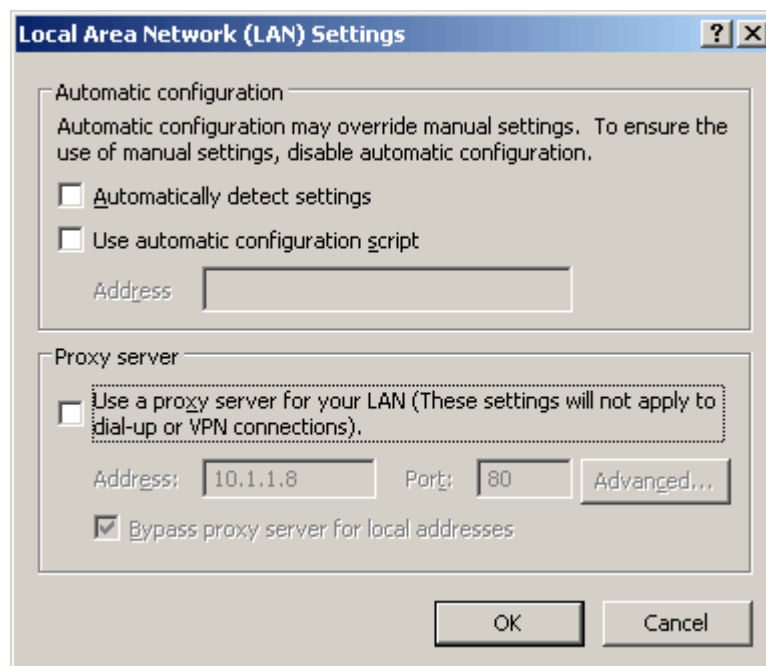 Local Area Network (LAN) Settings
Automatic configuration
Automatic configuration may override manual settings. To ensure the
use of manual settings, disable automatic configuration.
Automatically detect settings
Use automatic configuration script
Address
Proxy server
Use a proxy server for your LAN (These settings will not apply to
dial-up or VPN connections).
Address: 10.1.1.8 Port: 80 Advanced...
Bypass proxy server for local addresses
OK Cancel